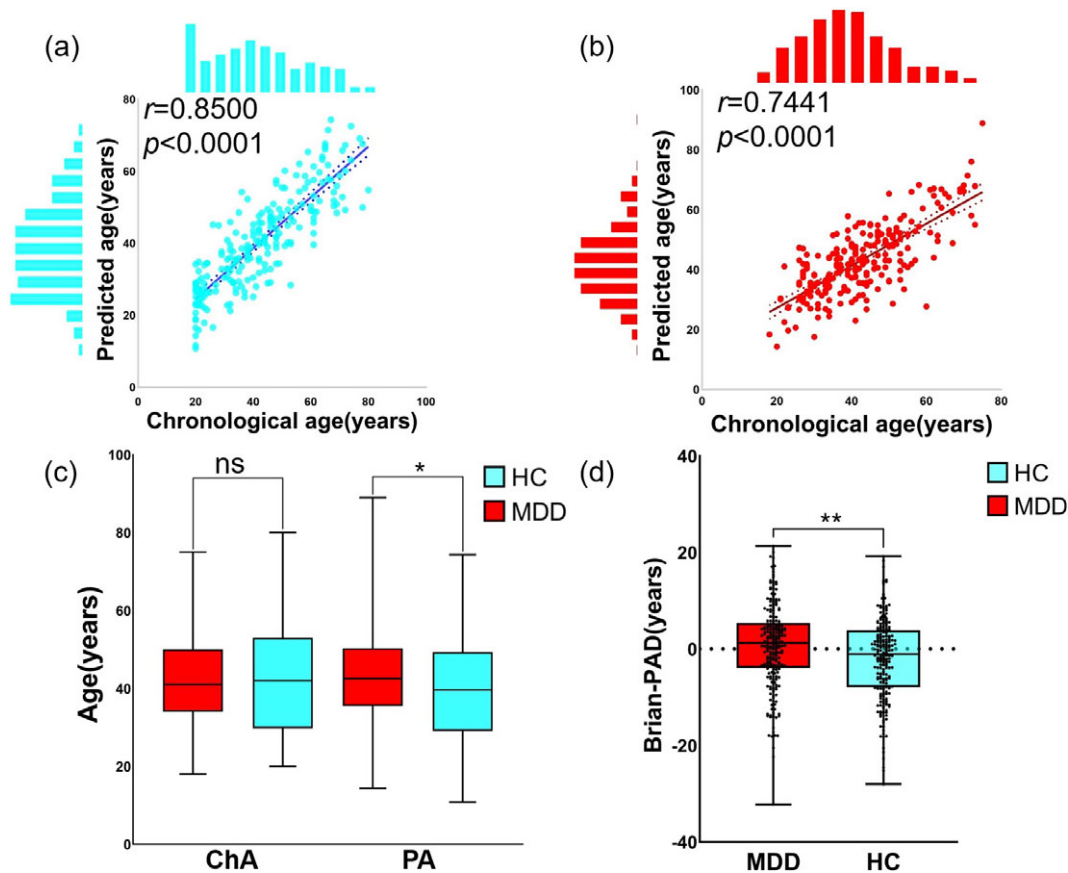 (a)
r=0.8500
p<0.0001
Predicted age(years)
80
60
40
20
0
0 20 40 60 80 100
Chronological age(years)
(b)
r=0.7441
p<0.0001
Predicted age(years)
100
80
60
40
20
0
0 20 40 60 80
Chronological age(years)
(c)
ns
*
HC
MDD
Age(years)
100
80
60
40
20
0
ChA PA
(d)
**
HC
MDD
Brian-PAD(years)
40
20
0
-20
-40
MDD HC